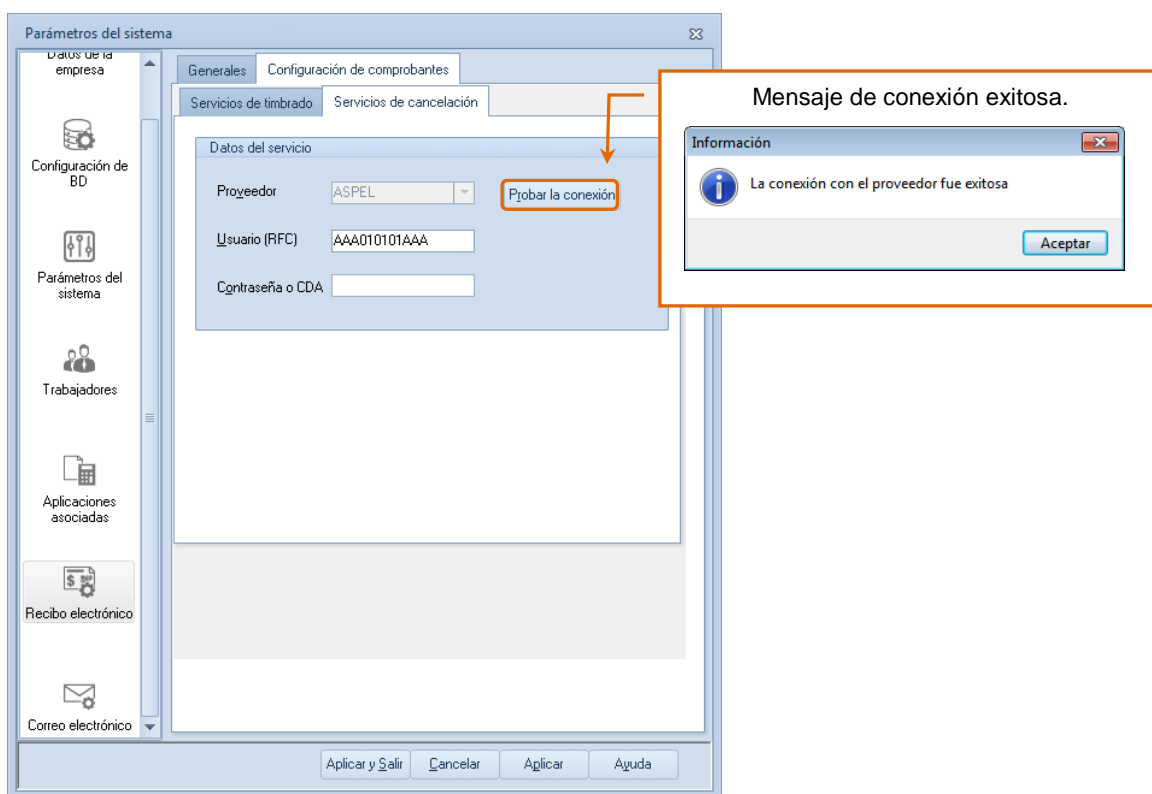 Parámetros del sistema
Datos de la
empresa
Configuración de
BD
Parámetros del
sistema
Trabajadores
Aplicaciones
asociadas
Recibo electrónico
Correo electrónico
Generales
Configuración de comprobantes
Servicios de timbrado
Servicios de cancelación
Datos del servicio
Proveedor
ASPEL
Probar la conexión
Usuario (RFC)
AAA010101AAA
Contraseña o CDA
Aplicar y Salir
Cancelar
Aplicar
Ayuda
Mensaje de conexión exitosa.
Información
La conexión con el proveedor fue exitosa
Aceptar